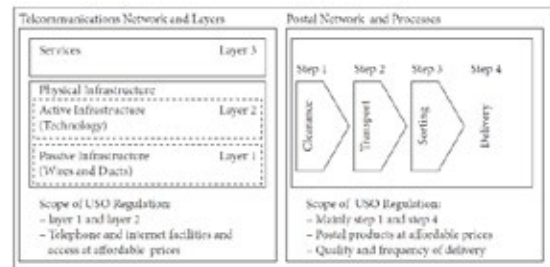 Telcommunications Network and Layers
Services Layer 3
Physical Infrastructure
Active Infrastructure Layer 2
(Technology)
Passive Infrastructure Layer 1
(Wires and Ducts)
Scope of USO Regulation:
– layer 1 and layer 2
– Telephone and internet facilities and
access at affordable prices
Postal Network and Processes
Step 1 Step 2 Step 3 Step 4
Clearance
Transport
Sorting
Delivery
Scope of USO Regulation:
– Mainly step 1 and step 4
– Postal products at affordable prices
– Quality and frequency of delivery